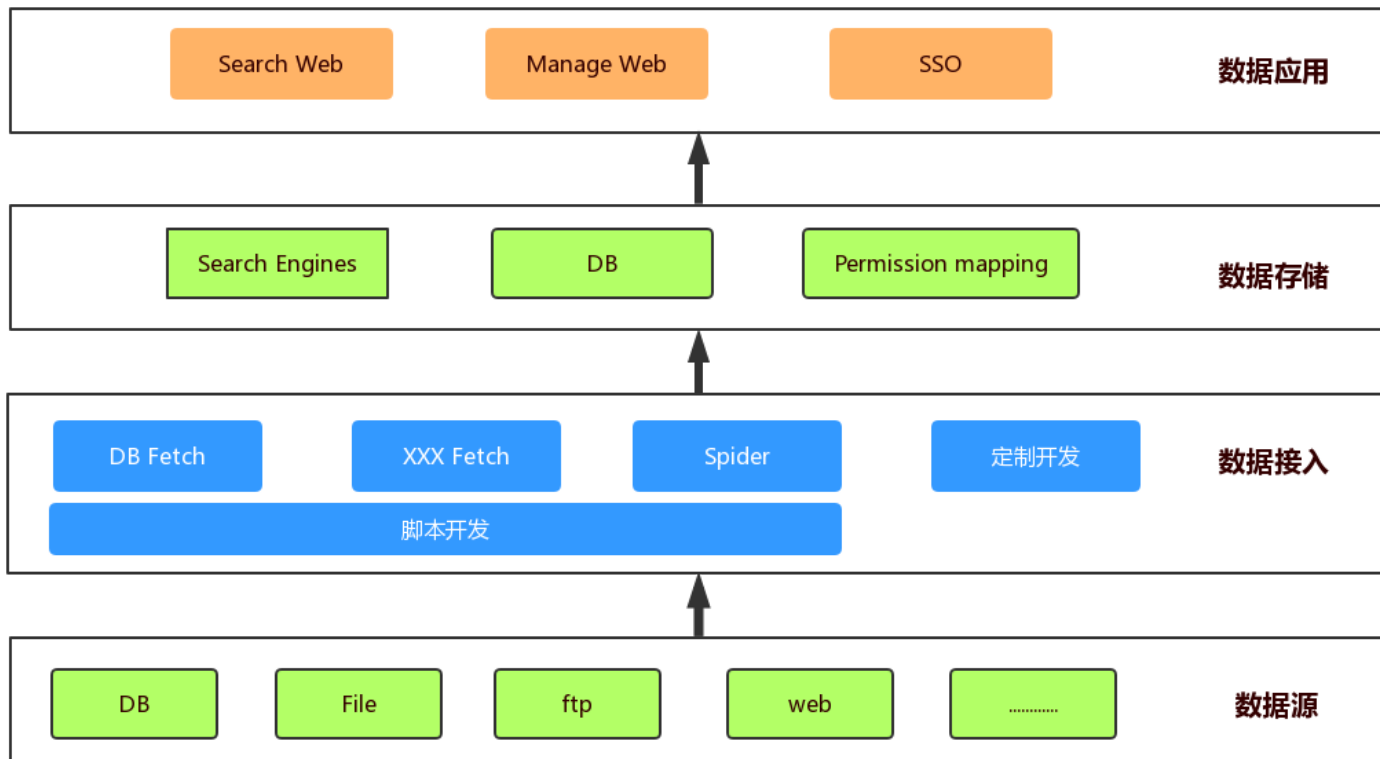 Search Web
Manage Web
SSO
数据应用
Search Engines
DB
Permission mapping
数据存储
DB Fetch
XXX Fetch
Spider
定制开发
数据接入
脚本开发
DB
File
ftp
web
............
数据源